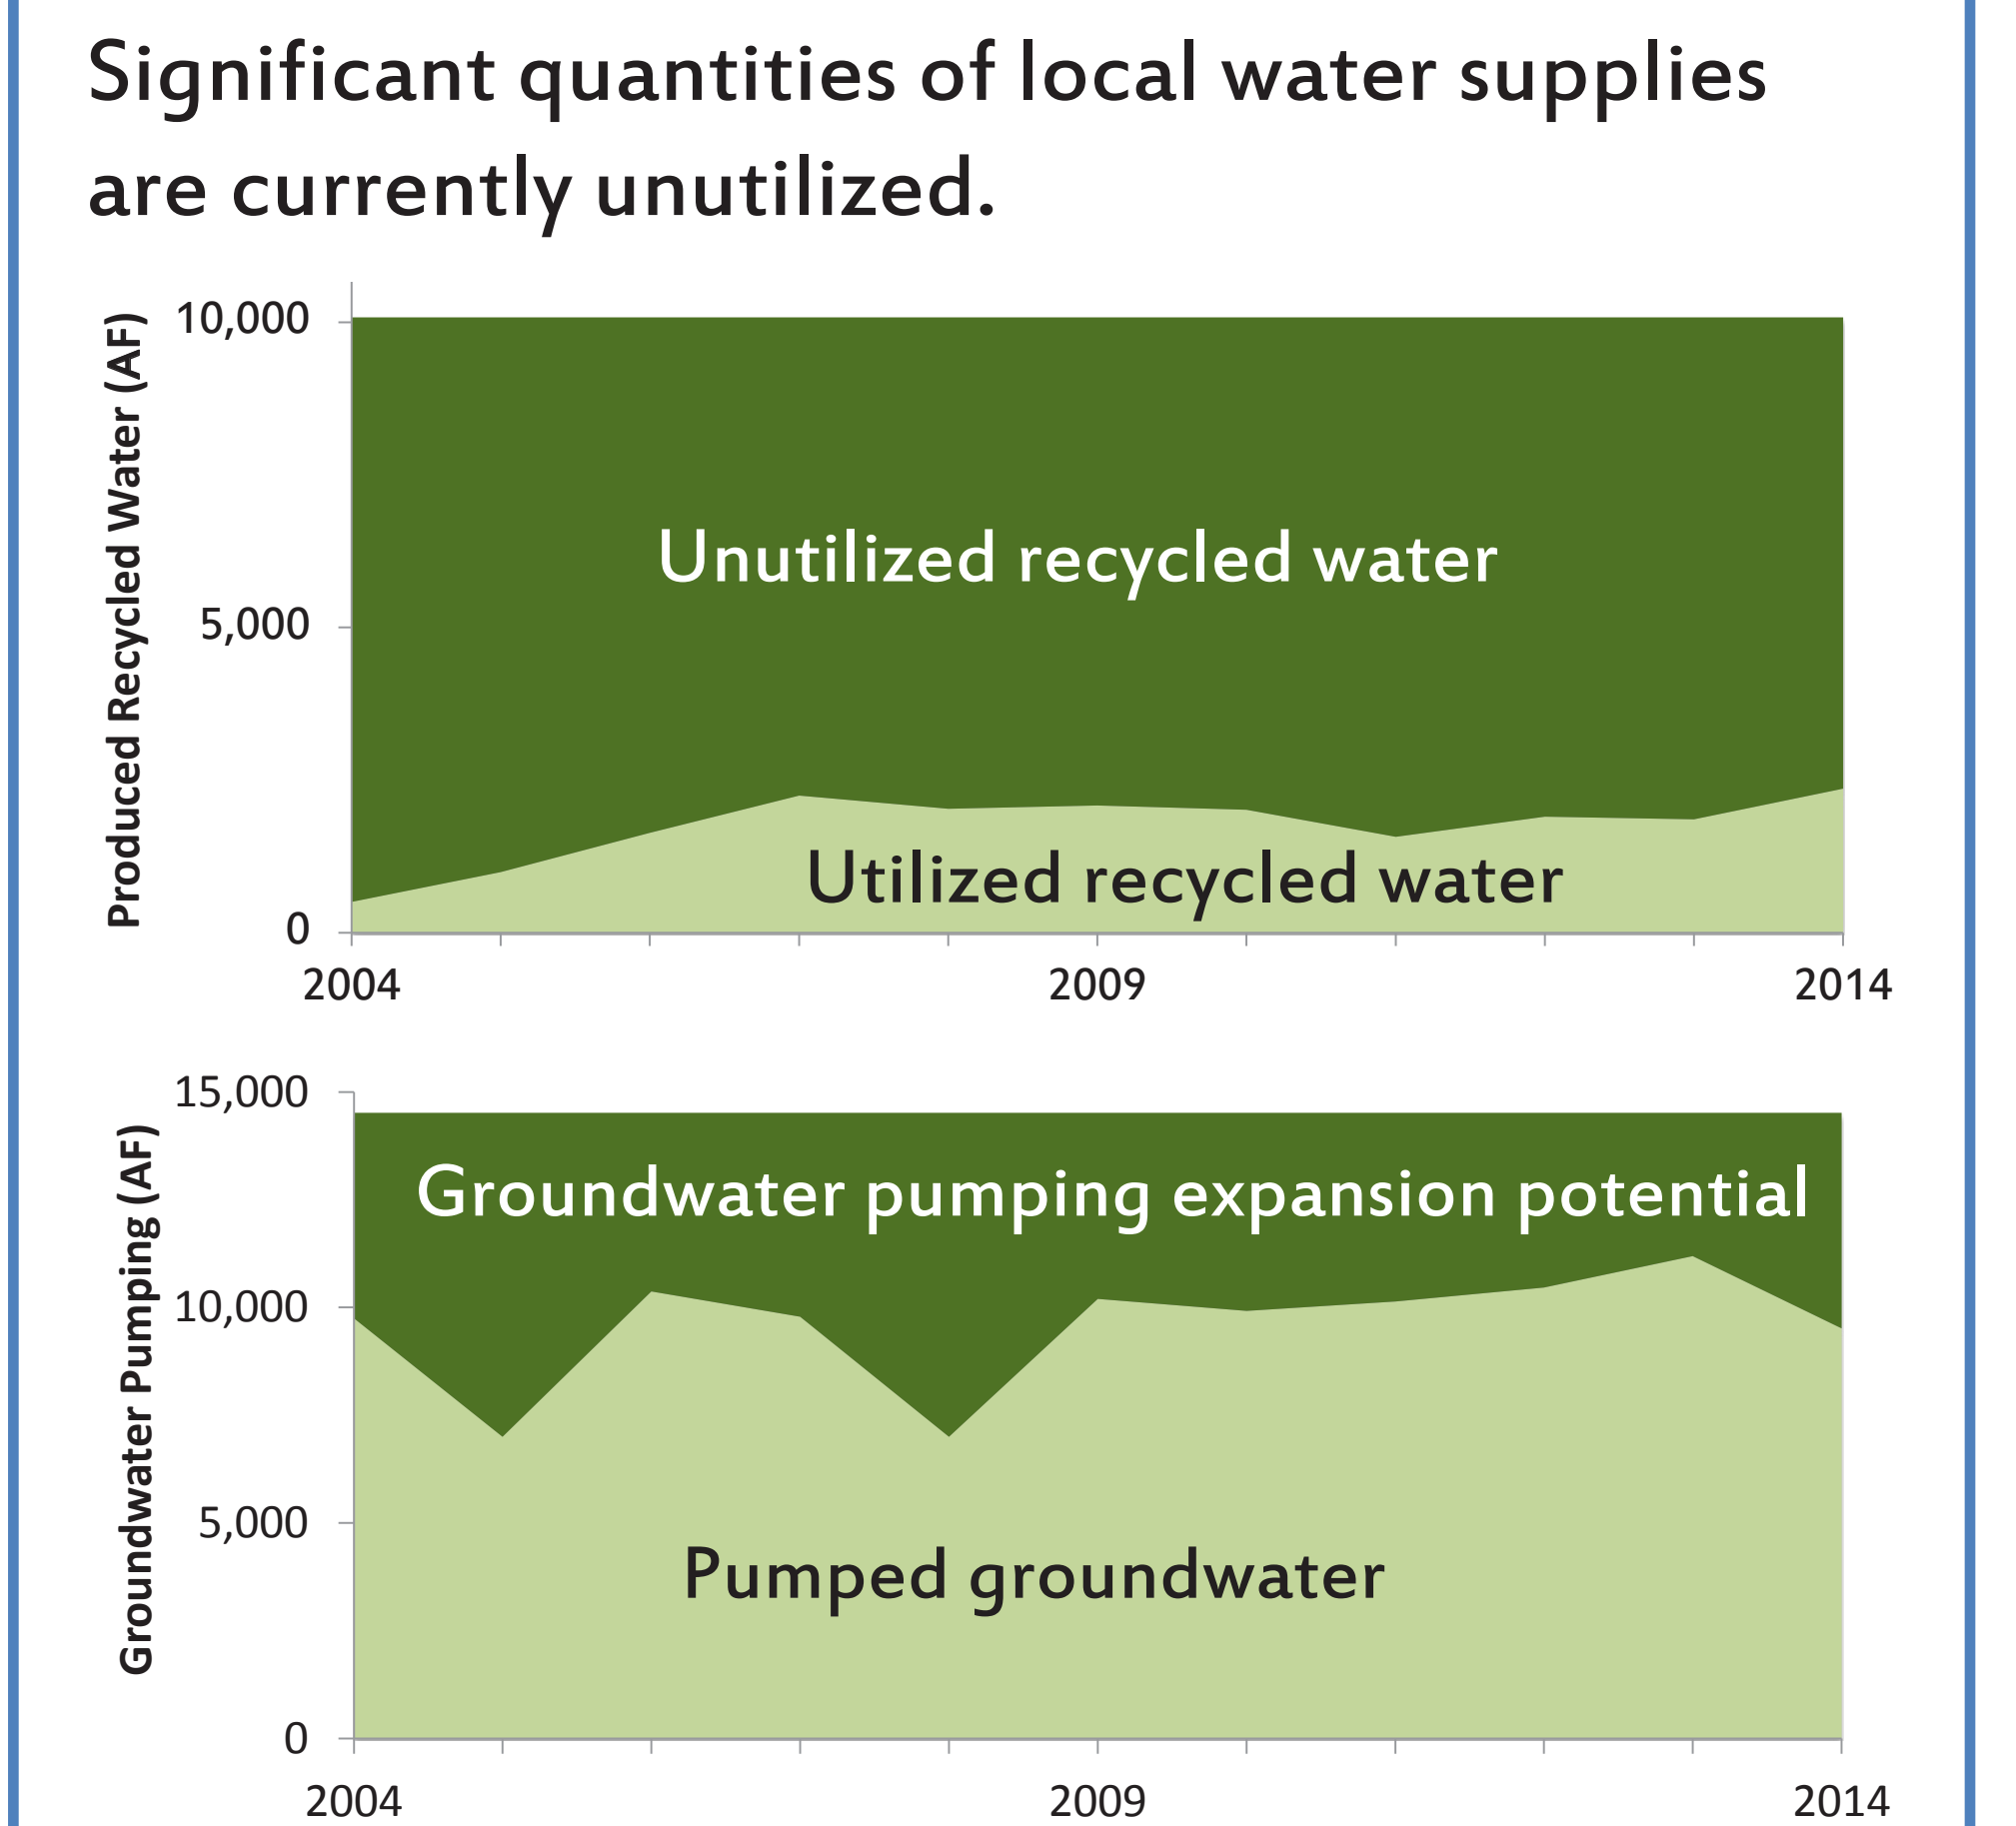 Significant quantities of local water supplies
are currently unutilized.
Produced Recycled Water (AF)
10,000
5,000
0
Unutilized recycled water
Utilized recycled water
2004
2009
2014
Groundwater Pumping (AF)
15,000
10,000
5,000
0
Groundwater pumping expansion potential
Pumped groundwater
2004
2009
2014